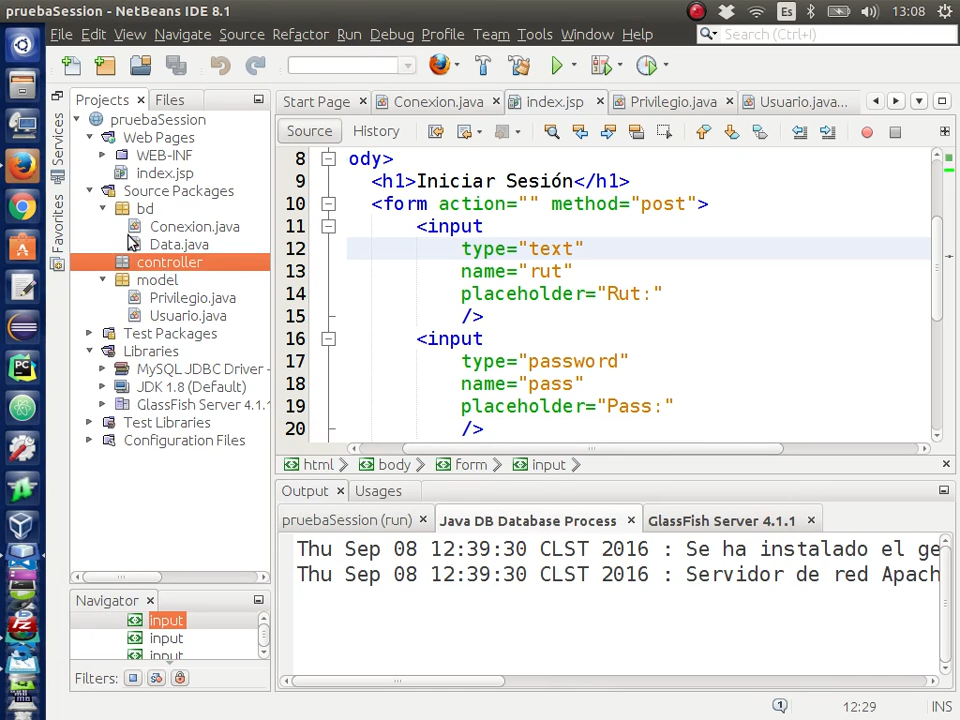 pruebaSession - NetBeans IDE 8.1
Es
13:08
File Edit View Navigate Source Refactor Run Debug Profile Team Tools Window Help
Search (Ctrl+I)
Projects
Files
Start Page
Conexion.java
index.jsp
Privilegio.java
Usuario.java...
Services
Favorites
pruebaSession
Web Pages
WEB-INF
index.jsp
Source Packages
bd
Conexion.java
Data.java
controller
model
Privilegio.java
Usuario.java
Test Packages
Libraries
MySQL JDBC Driver -
JDK 1.8 (Default)
GlassFish Server 4.1.1
Test Libraries
Configuration Files
Source
History
8 ody>
9 <h1>Iniciar Sesión</h1>
10 <form action="" method="post">
11 <input
12 type="text"
13 name="rut"
14 placeholder="Rut:"
15 />
16 <input
17 type="password"
18 name="pass"
19 placeholder="Pass:"
20 />
html
body
form
input
Output
Usages
pruebaSession (run)
Java DB Database Process
GlassFish Server 4.1.1
Thu Sep 08 12:39:30 CLST 2016 : Se ha instalado el ge
Thu Sep 08 12:39:30 CLST 2016 : Servidor de red Apach
Navigator
input
input
input
Filters:
1
12:29
INS